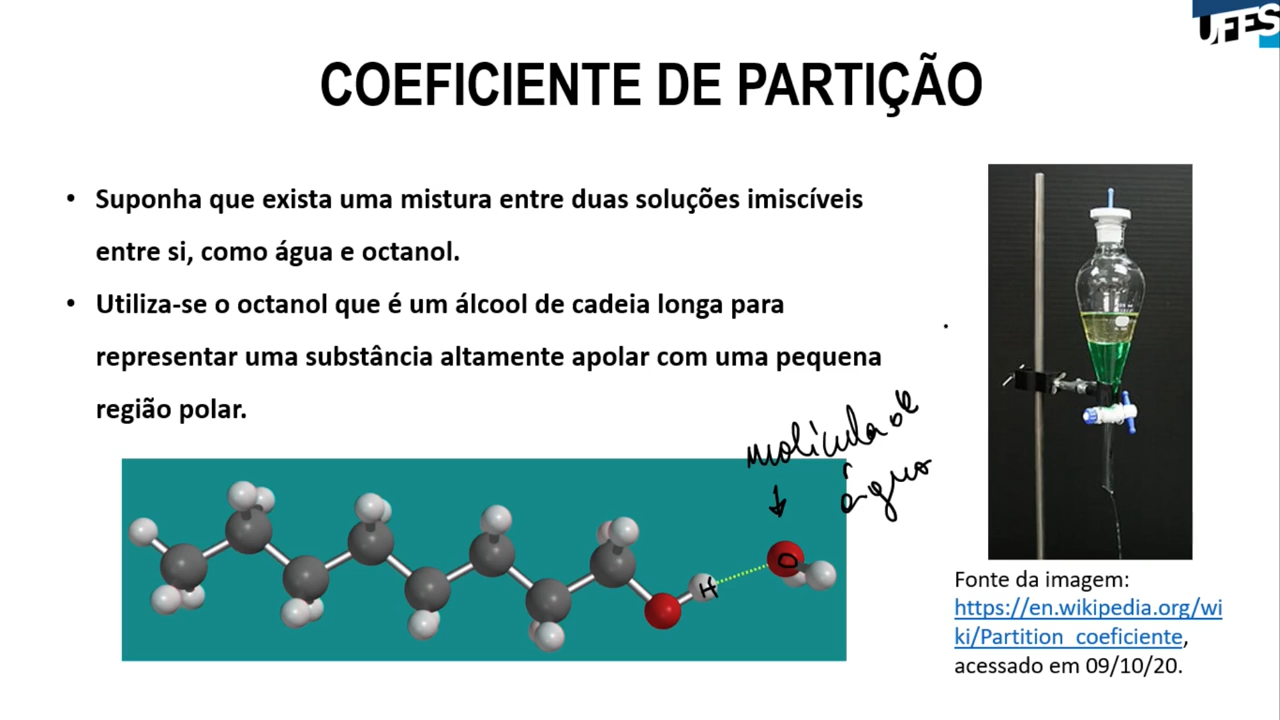 UFES
COEFICIENTE DE PARTIÇÃO
• Suponha que exista uma mistura entre duas soluções imiscíveis
entre si, como água e octanol.
• Utiliza-se o octanol que é um álcool de cadeia longa para
representar uma substância altamente apolar com uma pequena
região polar.
molécula de
água
H
O
Fonte da imagem:
https://en.wikipedia.org/wi
ki/Partition_coeficiente,
acessado em 09/10/20.